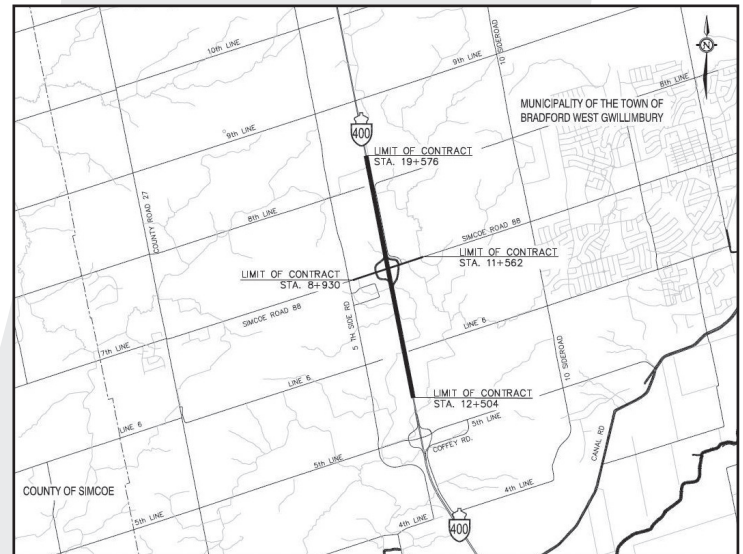 10th LINE
10 SIDEROAD
9th LINE
8th LINE
N
MUNICIPALITY OF THE TOWN OF
BRADFORD WEST GWILLIMBURY
9th LINE
400
LIMIT OF CONTRACT
STA. 19+576
COUNTY ROAD 27
8th LINE
SIMCOE ROAD 88
LIMIT OF CONTRACT
STA. 11+562
LIMIT OF CONTRACT
STA. 8+930
SIMCOE ROAD 88
5 TH SIDE RD
LINE 6
7th LINE
10 SIDEROAD
LINE 6
LIMIT OF CONTRACT
STA. 12+504
LINE 6
5th LINE
COFFEY RD.
CANAL RD
5th LINE
COUNTY OF SIMCOE
4th LINE
5th LINE
4th LINE
400